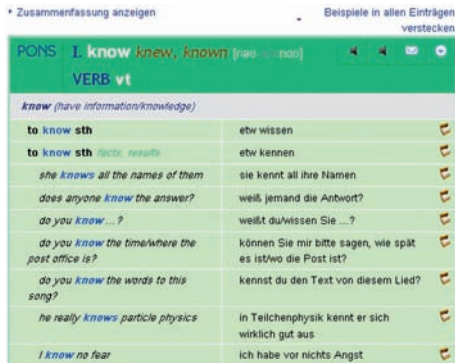 Zusammenfassung anzeigen
Beispiele in allen Einträgen
verstecken
PONS I. know knew, known
VERB vt
know (have information/knowledge)
to know sth etw wissen
to know sth facts, results etw kennen
she knows all the names of them sie kennt all ihre Namen
does anyone know the answer? weiß jemand die Antwort?
do you know ... ? weißt du/wissen Sie ...?
do you know the time/where the können Sie mir bitte sagen, wie spät
post office is? es ist/wo die Post ist?
do you know the words to this kennst du den Text von diesem Lied?
song?
he really knows particle physics in Teilchenphysik kennt er sich
wirklich gut aus
I know no fear ich habe vor nichts Angst